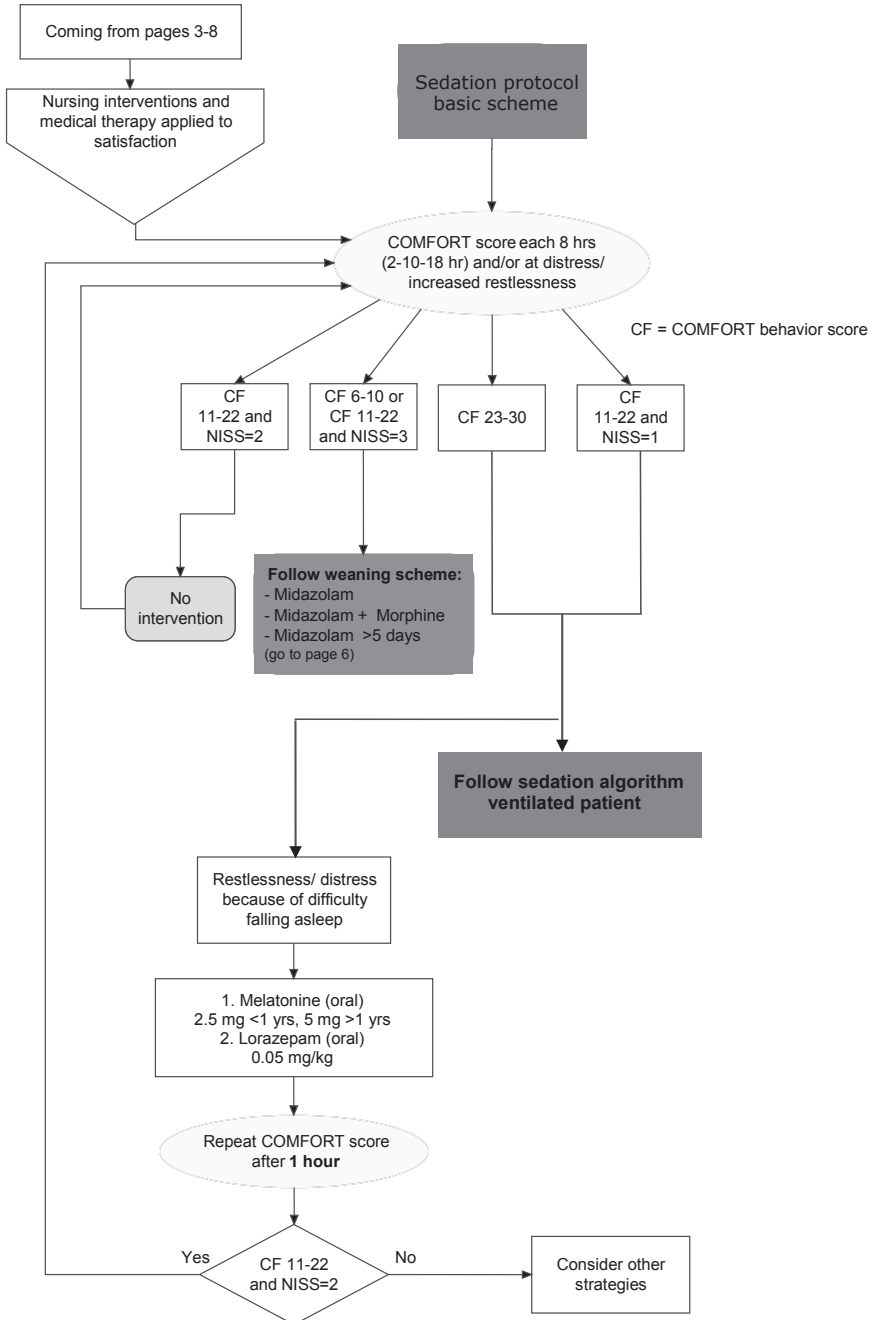 Coming from pages 3-8
Nursing interventions and
medical therapy applied to
satisfaction
Sedation protocol
basic scheme
COMFORT score each 8 hrs
(2-10-18 hr) and/or at distress/
increased restlessness
CF = COMFORT behavior score
CF
11-22 and
NISS=2
CF 6-10 or
CF 11-22
and NISS=3
CF 23-30
CF
11-22 and
NISS=1
No
intervention
Follow weaning scheme:
- Midazolam
- Midazolam + Morphine
- Midazolam >5 days
(go to page 6)
Follow sedation algorithm
ventilated patient
Restlessness/ distress
because of difficulty
falling asleep
1. Melatonine (oral)
2.5 mg <1 yrs, 5 mg >1 yrs
2. Lorazepam (oral)
0.05 mg/kg
Repeat COMFORT score
after 1 hour
Yes
CF 11-22
and NISS=2
No
Consider other
strategies